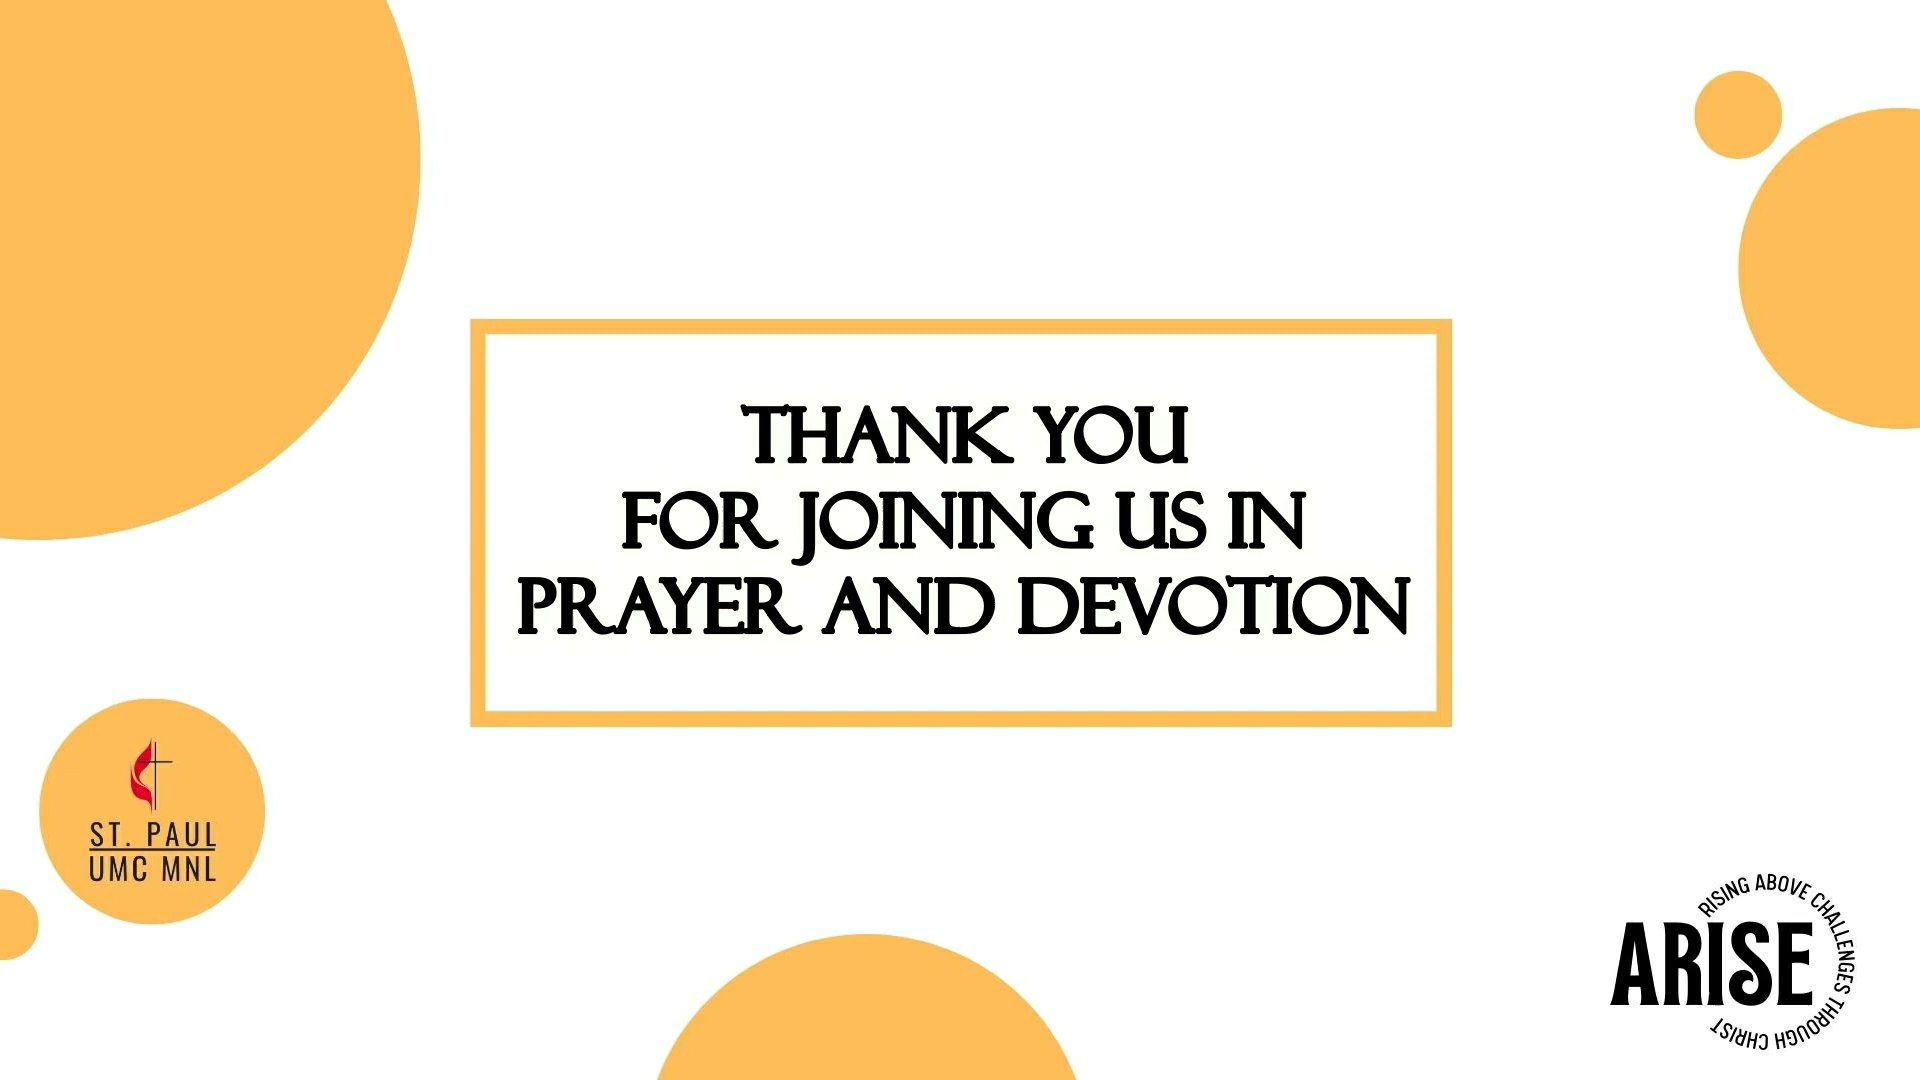 THANK YOU
FOR JOINING US IN
PRAYER AND DEVOTION
ST. PAUL
UMC MNL
ARISE
RISING ABOVE CHALLENGES THROUGH CHRIST